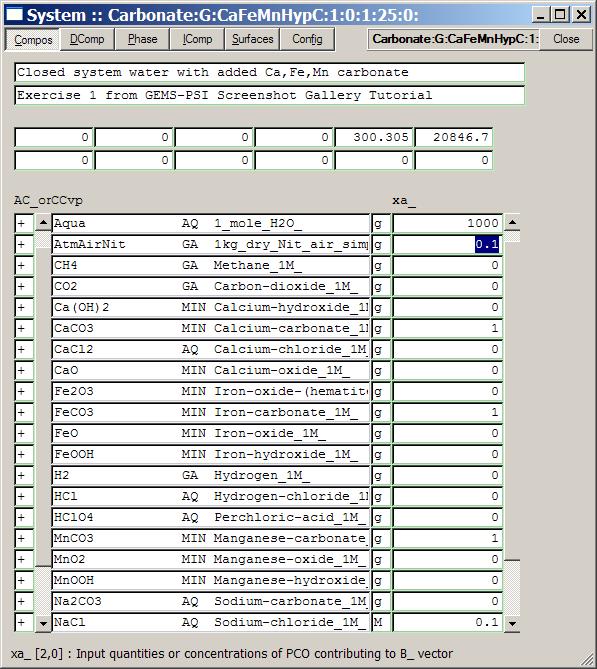 System :: Carbonate:G:CaFeMnHypC:1:0:1:25:0:
Compos DComp Phase IComp Surfaces Config Carbonate:G:CaFeMnHypC:1: Close
Closed system water with added Ca,Fe,Mn carbonate
Exercise 1 from GEMS-PSI Screenshot Gallery Tutorial
0 0 0 0 300.305 20846.7
0 0 0 0 0 0
AC_orCCvp xa_
+ Aqua AQ 1_mole_H2O_ g 1000
+ AtmAirNit GA 1kg_dry_Nit_air_simp g 0.1
+ CH4 GA Methane_1M_ g 0
+ CO2 GA Carbon-dioxide_1M_ g 0
+ Ca(OH)2 MIN Calcium-hydroxide_1M g 0
+ CaCO3 MIN Calcium-carbonate_1M g 1
+ CaCl2 AQ Calcium-chloride_1M_ g 0
+ CaO MIN Calcium-oxide_1M_ g 0
+ Fe2O3 MIN Iron-oxide-(hematite g 0
+ FeCO3 MIN Iron-carbonate_1M_ g 1
+ FeO MIN Iron-oxide_1M_ g 0
+ FeOOH MIN Iron-hydroxide_1M_ g 0
+ H2 GA Hydrogen_1M_ g 0
+ HCl AQ Hydrogen-chloride_1M g 0
+ HClO4 AQ Perchloric-acid_1M_ g 0
+ MnCO3 MIN Manganese-carbonate_ g 1
+ MnO2 MIN Manganese-oxide_1M_ g 0
+ MnOOH MIN Manganese-hydroxide_ g 0
+ Na2CO3 AQ Sodium-carbonate_1M_ g 0
+ NaCl AQ Sodium-chloride_1M_ M 0.1
xa_ [2,0] : Input quantities or concentrations of PCO contributing to B_ vector